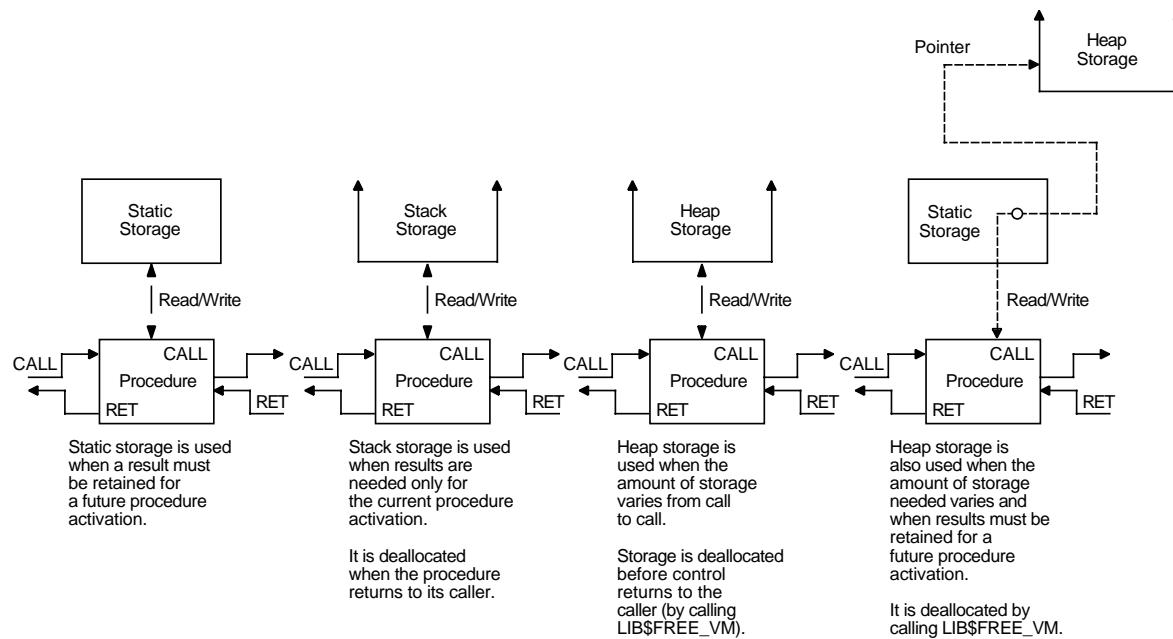 Pointer
Heap
Storage
Static
Storage
Stack
Storage
Heap
Storage
Static
Storage
Read/Write
Read/Write
Read/Write
Read/Write
CALL
CALL
Procedure
RET
RET
CALL
CALL
Procedure
RET
RET
CALL
CALL
Procedure
RET
RET
CALL
CALL
Procedure
RET
RET
Static storage is used
when a result must
be retained for
a future procedure
activation.
Stack storage is used
when results are
needed only for
the current procedure
activation.
It is deallocated
when the procedure
returns to its caller.
Heap storage is
used when the
amount of storage
varies from call
to call.
Storage is deallocated
before control
returns to the
caller (by calling
LIB$FREE_VM).
Heap storage is
also used when the
amount of storage
needed varies and
when results must be
retained for a
future procedure
activation.
It is deallocated by
calling LIB$FREE_VM.